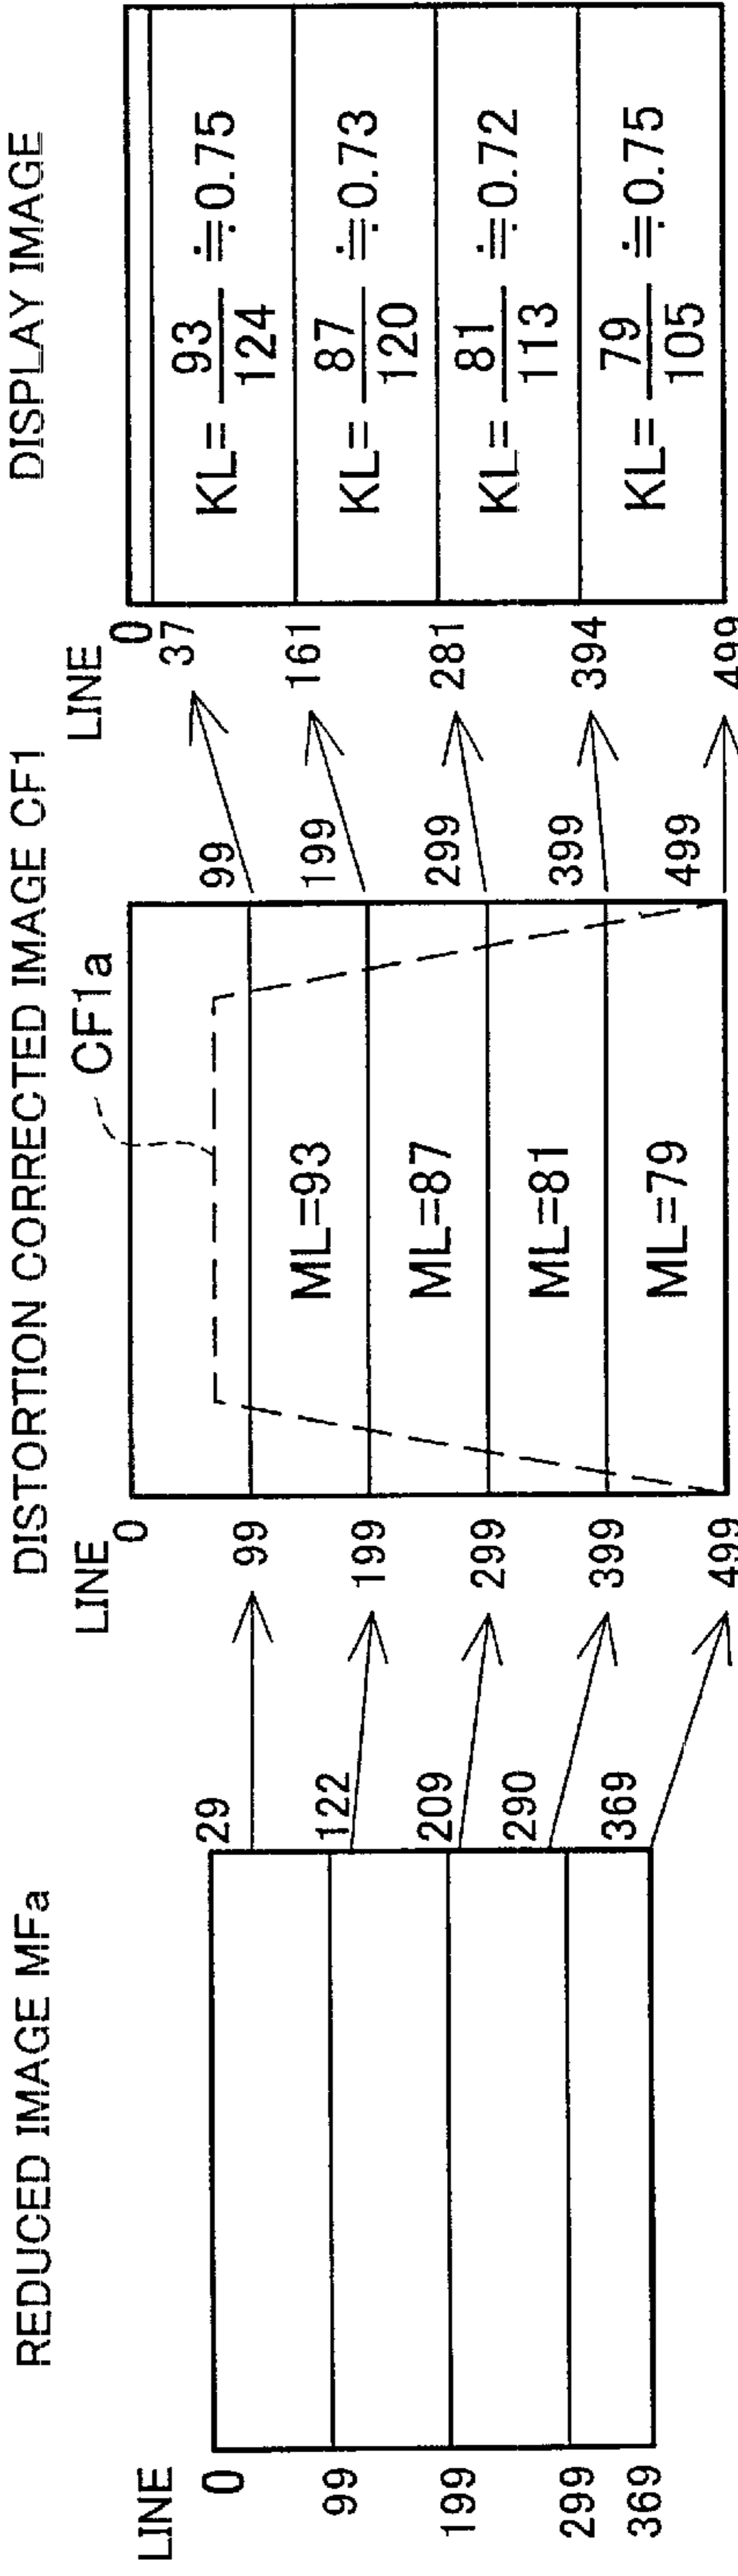 REDUCED IMAGE MFa
LINE
0
99
199
299
369
29
122
209
290
369
DISTORTION CORRECTED IMAGE CF1
LINE
0
99
199
299
399
499
CF1a
ML=93
ML=87
ML=81
ML=79
99
199
299
399
499
DISPLAY IMAGE
LINE
0
37
161
281
394
499
KL= 93/124 ≒0.75
KL= 87/120 ≒0.73
KL= 81/113 ≒0.72
KL= 79/105 ≒0.75